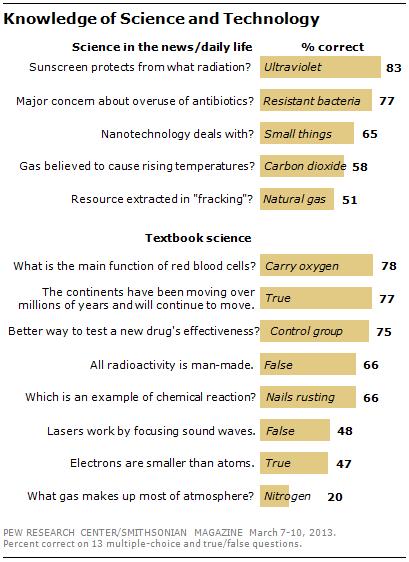 Knowledge of Science and Technology
Science in the news/daily life % correct
Sunscreen protects from what radiation? Ultraviolet 83
Major concern about overuse of antibiotics? Resistant bacteria 77
Nanotechnology deals with? Small things 65
Gas believed to cause rising temperatures? Carbon dioxide 58
Resource extracted in "fracking"? Natural gas 51
Textbook science
What is the main function of red blood cells? Carry oxygen 78
The continents have been moving over
millions of years and will continue to move. True 77
Better way to test a new drug's effectiveness? Control group 75
All radioactivity is man-made. False 66
Which is an example of chemical reaction? Nails rusting 66
Lasers work by focusing sound waves. False 48
Electrons are smaller than atoms. True 47
What gas makes up most of atmosphere? Nitrogen 20
PEW RESEARCH CENTER/SMITHSONIAN MAGAZINE March 7-10, 2013.
Percent correct on 13 multiple-choice and true/false questions.